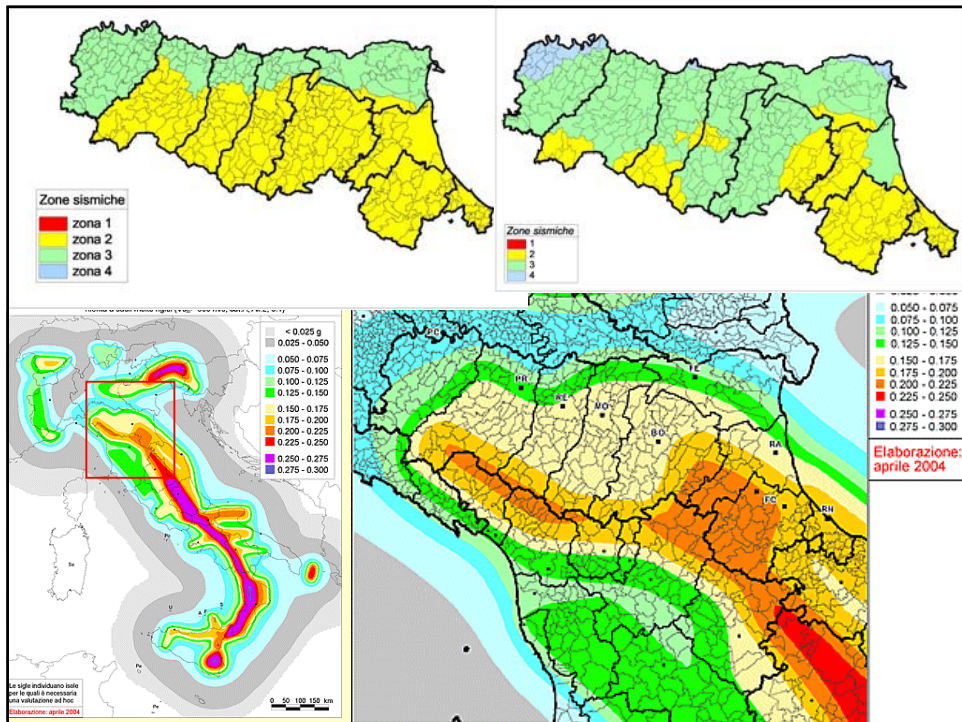 Zone sismiche
zona 1
zona 2
zona 3
zona 4
Zone sismiche
1
2
3
4
< 0.025 g
0.025 - 0.050
0.050 - 0.075
0.075 - 0.100
0.100 - 0.125
0.125 - 0.150
0.150 - 0.175
0.175 - 0.200
0.200 - 0.225
0.225 - 0.250
0.250 - 0.275
0.275 - 0.300
Le sigle individuano isole
per le quali è necessaria
una valutazione ad hoc
Elaborazione: aprile 2004
0 50 100 150 km
PC
PR
RE
MO
FE
BO
RA
FC
RN
0.050 - 0.075
0.075 - 0.100
0.100 - 0.125
0.125 - 0.150
0.150 - 0.175
0.175 - 0.200
0.200 - 0.225
0.225 - 0.250
0.250 - 0.275
0.275 - 0.300
Elaborazione:
aprile 2004